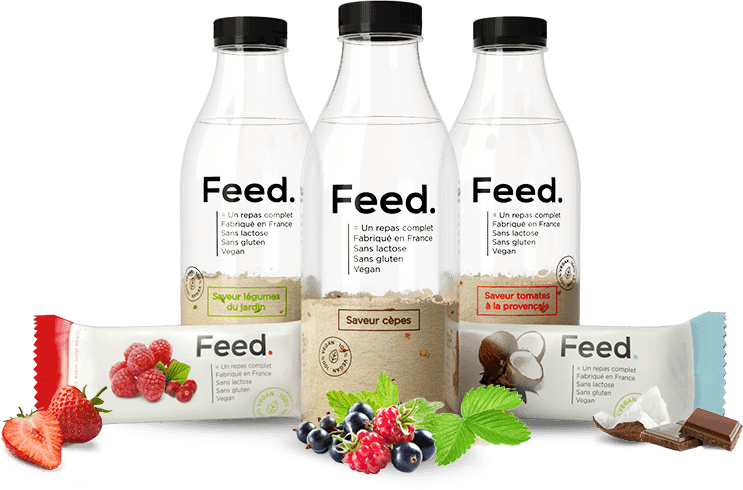 Feed.
= Un repas complet
Fabriqué en France
Sans lactose
Sans gluten
Vegan
Saveur légumes
du jardin
Feed.
= Un repas complet
Fabriqué en France
Sans lactose
Sans gluten
Vegan
Saveur cèpes
100% VEGAN
Feed.
= Un repas complet
Fabriqué en France
Sans lactose
Sans gluten
Vegan
Saveur tomates
à la provençale
Feed.
= Un repas complet
Fabriqué en France
Sans lactose
Sans gluten
Vegan
Feed.
= Un repas complet
Fabriqué en France
Sans lactose
Sans gluten
Vegan